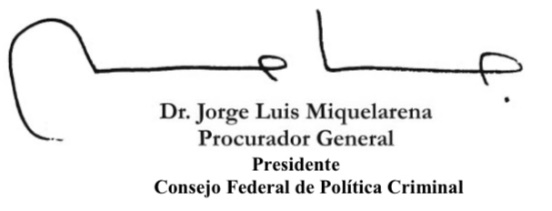 Dr. Jorge Luis Miquelarena
Procurador General
Presidente
Consejo Federal de Política Criminal